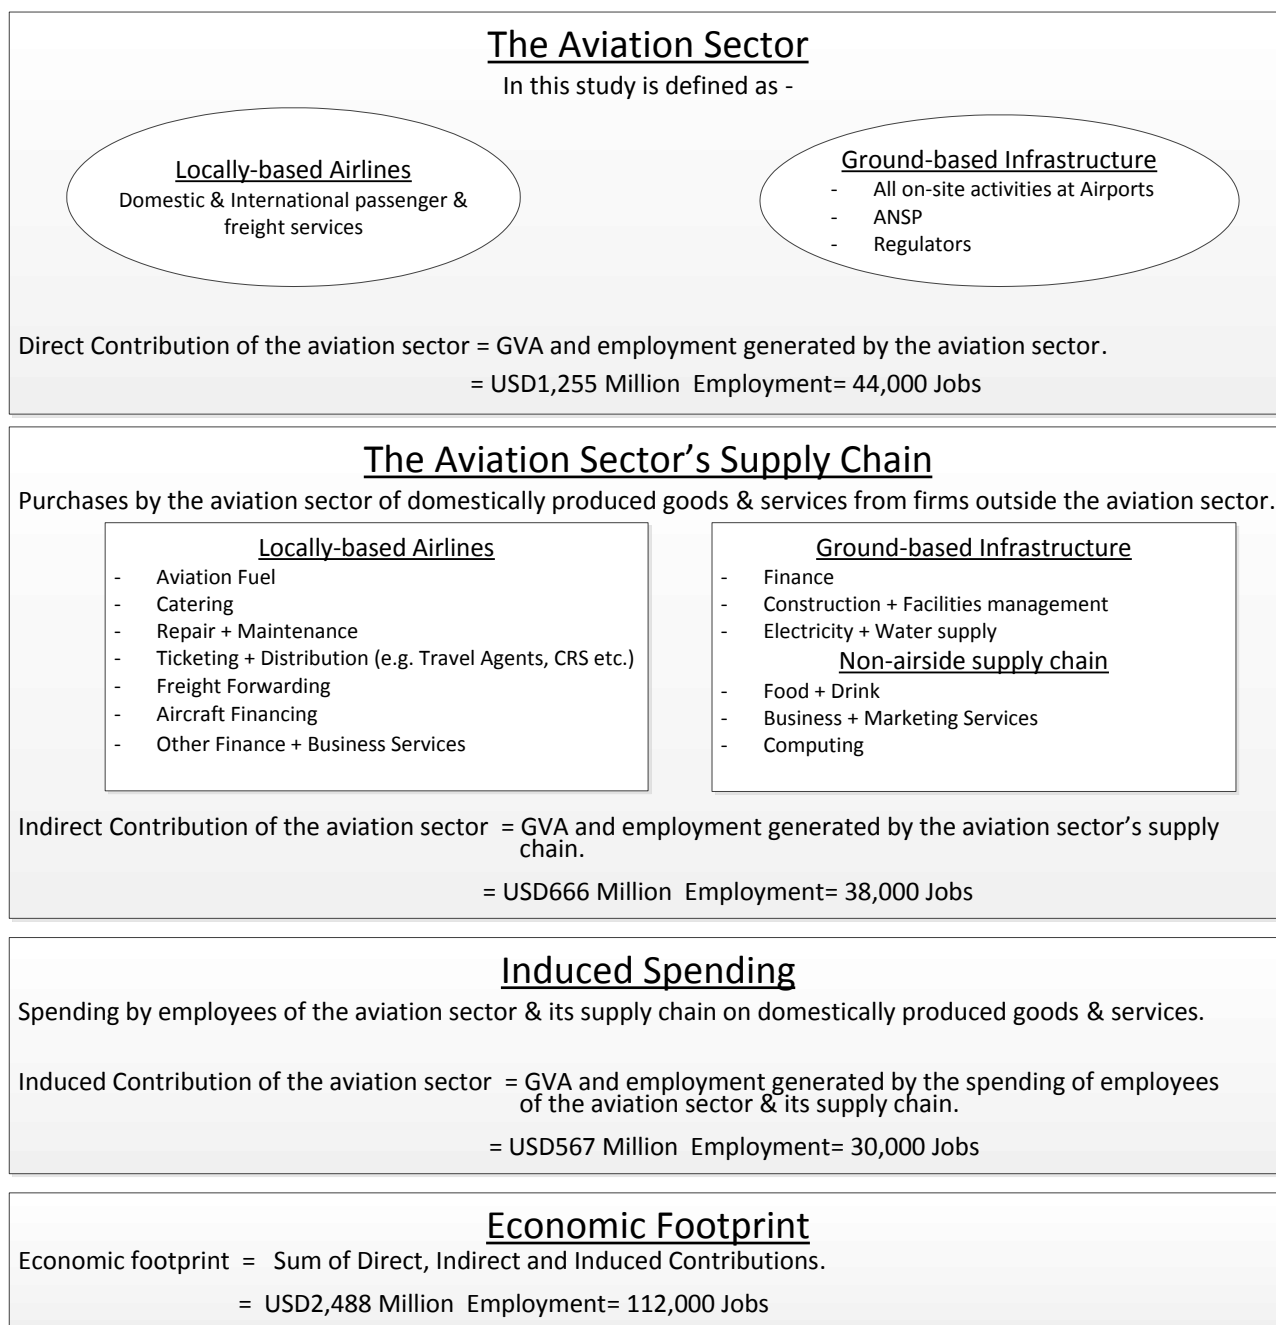 The Aviation Sector
In this study is defined as -
Locally-based Airlines
Domestic & International passenger &
freight services
Ground-based Infrastructure
- All on-site activities at Airports
- ANSP
- Regulators
Direct Contribution of the aviation sector = GVA and employment generated by the aviation sector.
= USD1,255 Million Employment= 44,000 Jobs
The Aviation Sector’s Supply Chain
Purchases by the aviation sector of domestically produced goods & services from firms outside the aviation sector.
Locally-based Airlines
- Aviation Fuel
- Catering
- Repair + Maintenance
- Ticketing + Distribution (e.g. Travel Agents, CRS etc.)
- Freight Forwarding
- Aircraft Financing
- Other Finance + Business Services
Ground-based Infrastructure
- Finance
- Construction + Facilities management
- Electricity + Water supply
Non-airside supply chain
- Food + Drink
- Business + Marketing Services
- Computing
Indirect Contribution of the aviation sector = GVA and employment generated by the aviation sector’s supply
chain.
= USD666 Million Employment= 38,000 Jobs
Induced Spending
Spending by employees of the aviation sector & its supply chain on domestically produced goods & services.
Induced Contribution of the aviation sector = GVA and employment generated by the spending of employees
of the aviation sector & its supply chain.
= USD567 Million Employment= 30,000 Jobs
Economic Footprint
Economic footprint = Sum of Direct, Indirect and Induced Contributions.
= USD2,488 Million Employment= 112,000 Jobs